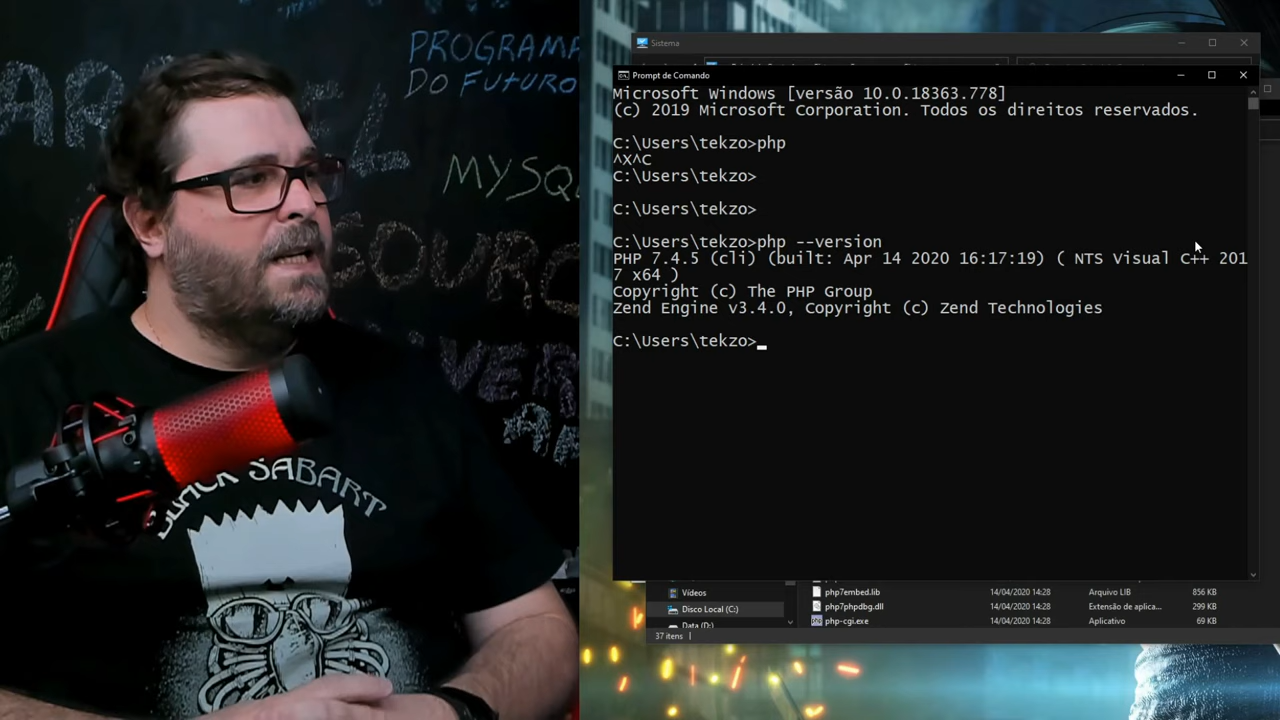 PROGRAMA
DO FUTURO
MYSQL
BLACK SABART
Sistema
Prompt de Comando
Microsoft Windows [versão 10.0.18363.778]
(c) 2019 Microsoft Corporation. Todos os direitos reservados.
C:\Users\tekzo>php
^X^C
C:\Users\tekzo>
C:\Users\tekzo>
C:\Users\tekzo>php --version
PHP 7.4.5 (cli) (built: Apr 14 2020 16:17:19) ( NTS Visual C++ 201
7 x64 )
Copyright (c) The PHP Group
Zend Engine v3.4.0, Copyright (c) Zend Technologies
C:\Users\tekzo>
Vídeos
Disco Local (C:)
Data (D:)
php7embed.lib 14/04/2020 14:28 Arquivo LIB 856 KB
php7phpdbg.dll 14/04/2020 14:28 Extensão de aplica... 299 KB
php-cgi.exe 14/04/2020 14:28 Aplicativo 69 KB
37 itens